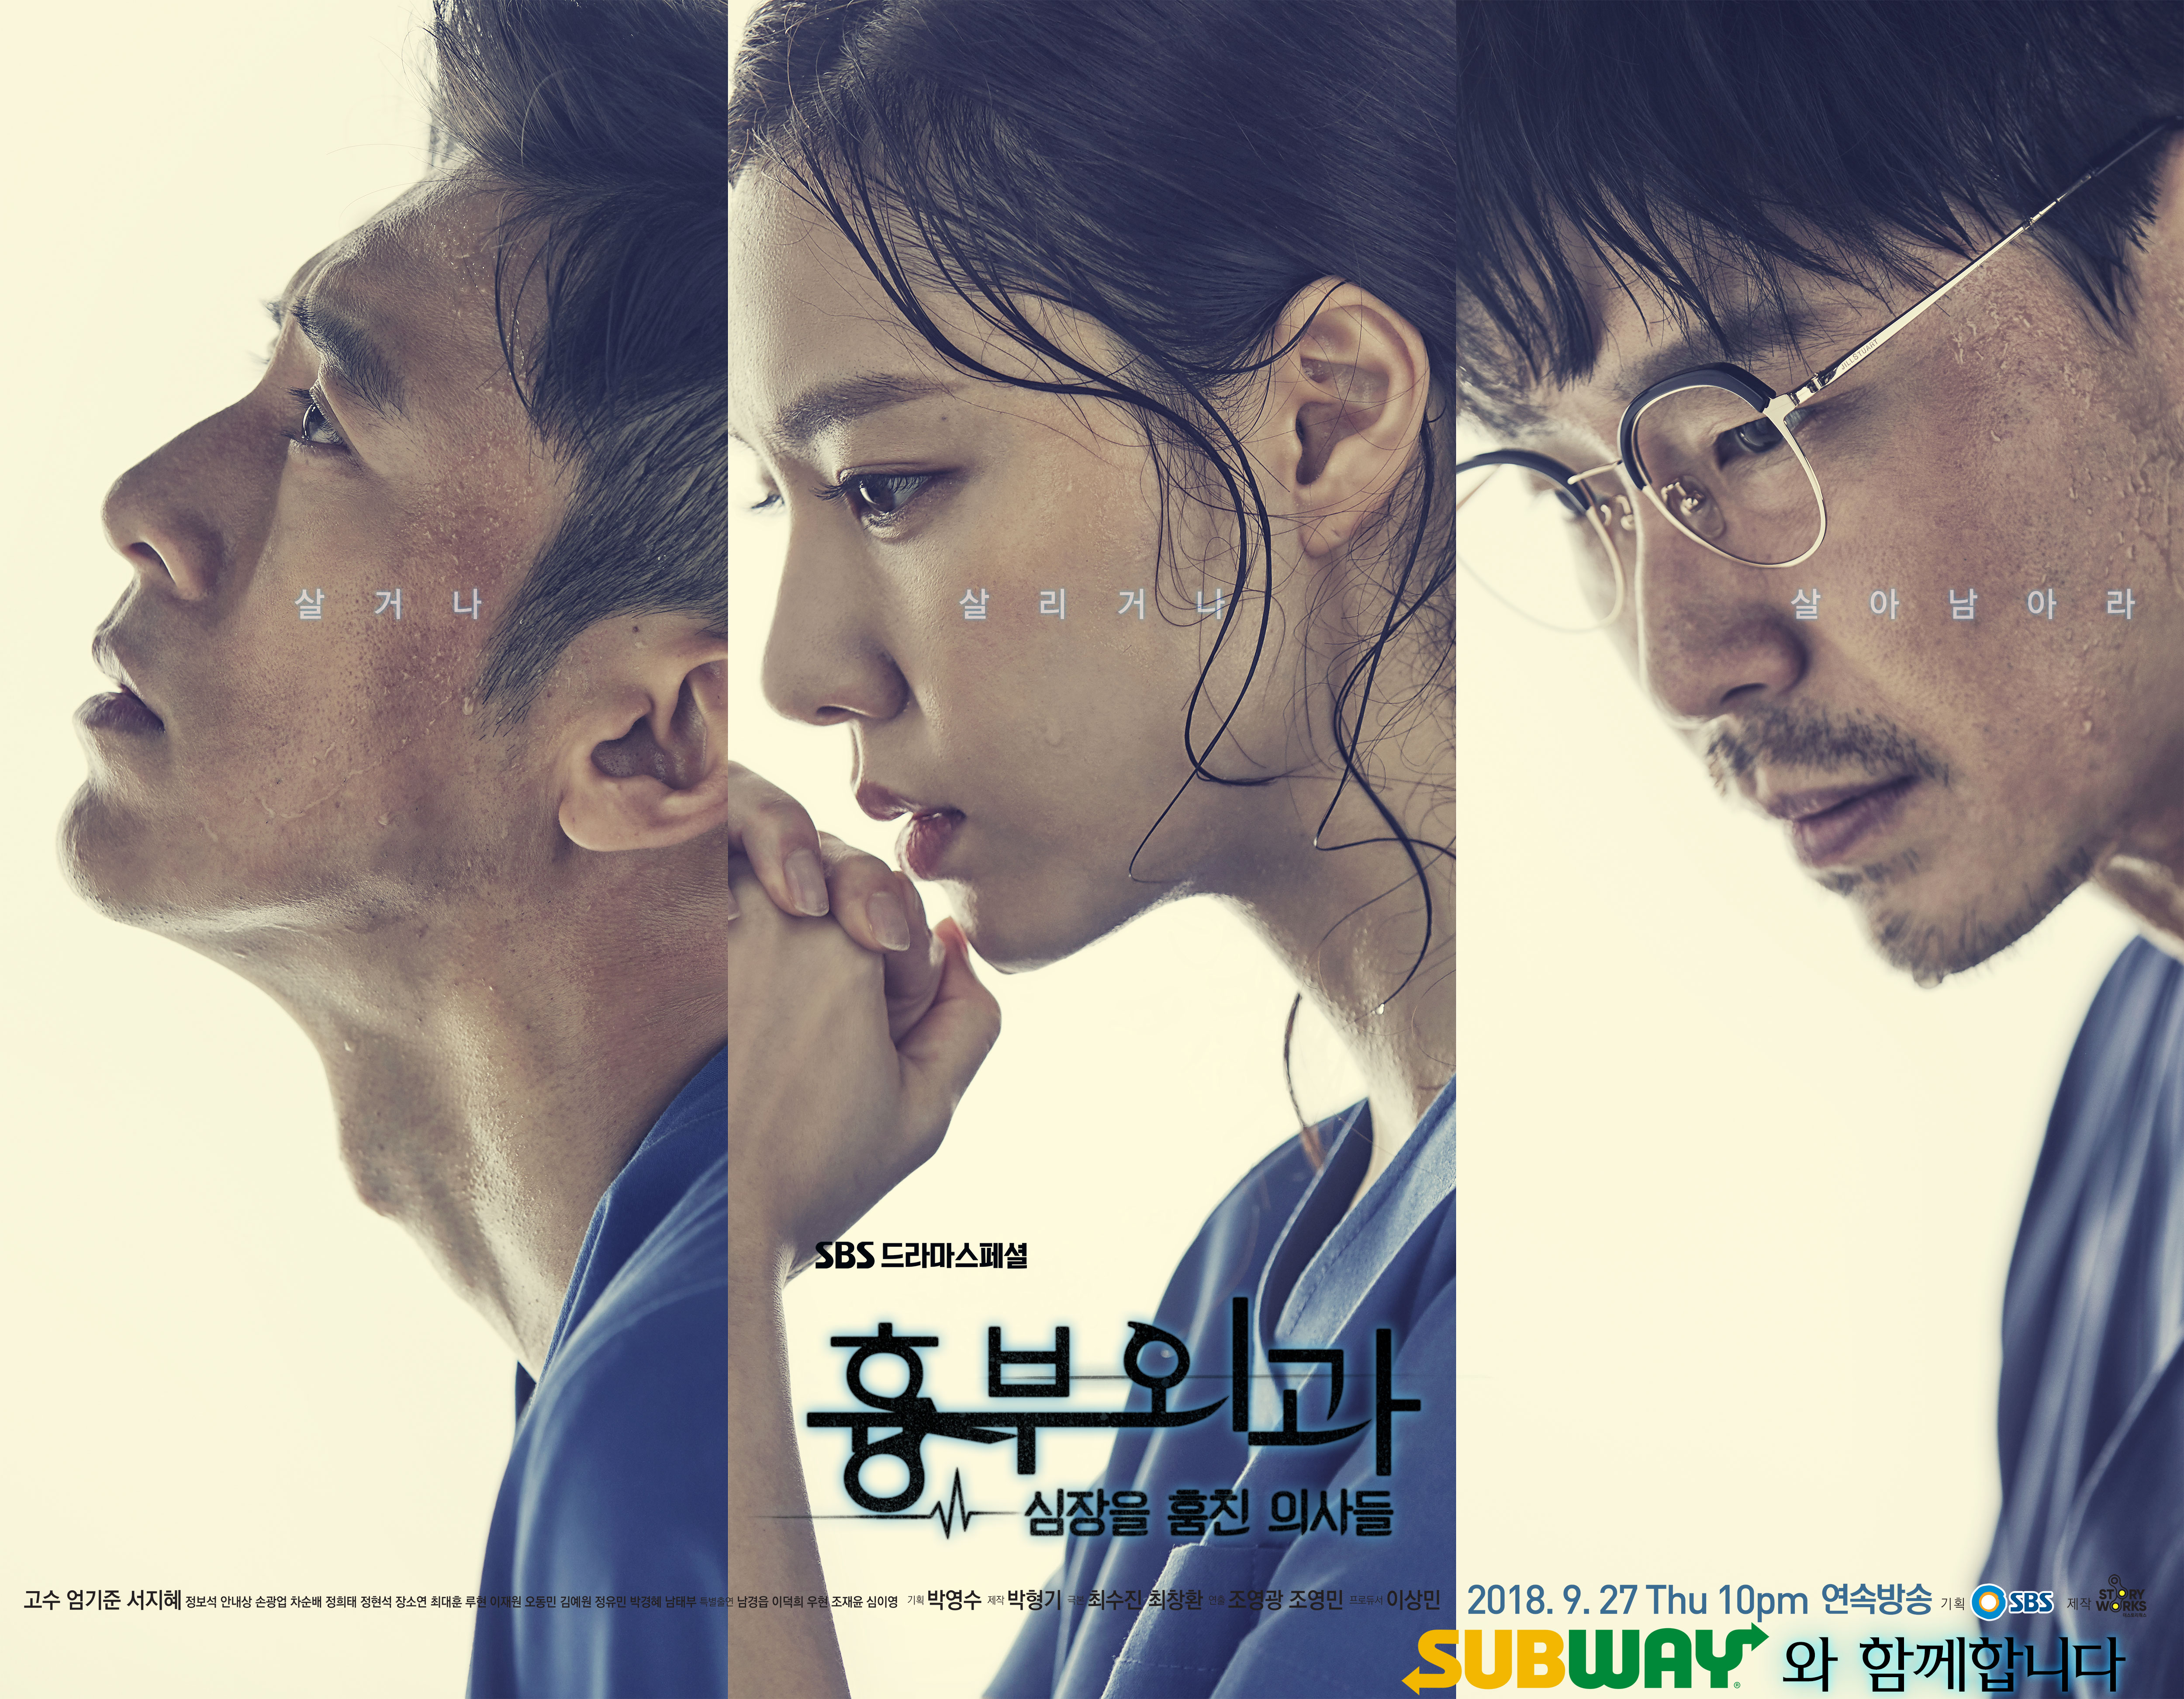 살거나
살리거나
살아남아라
JILLSTUART
SBS 드라마스페셜
흉부외과
심장을 훔친 의사들
고수 엄기준 서지혜 정보석 안내상 손광업 차순배 정희태 정현석 장소연 최대훈 루현 이재원 오동민 김예원 정유민 박경혜 남태부 특별출연 남경읍 이덕희 우현 조재윤 심이영 기획 박영수 제작 박형기 극본 최수진 최창환 연출 조영광 조영민 프로듀서 이상민
2018. 9. 27 Thu 10pm 연속방송 기획 SBS 제작 STORY WORKS
SUBWAY 와 함께합니다